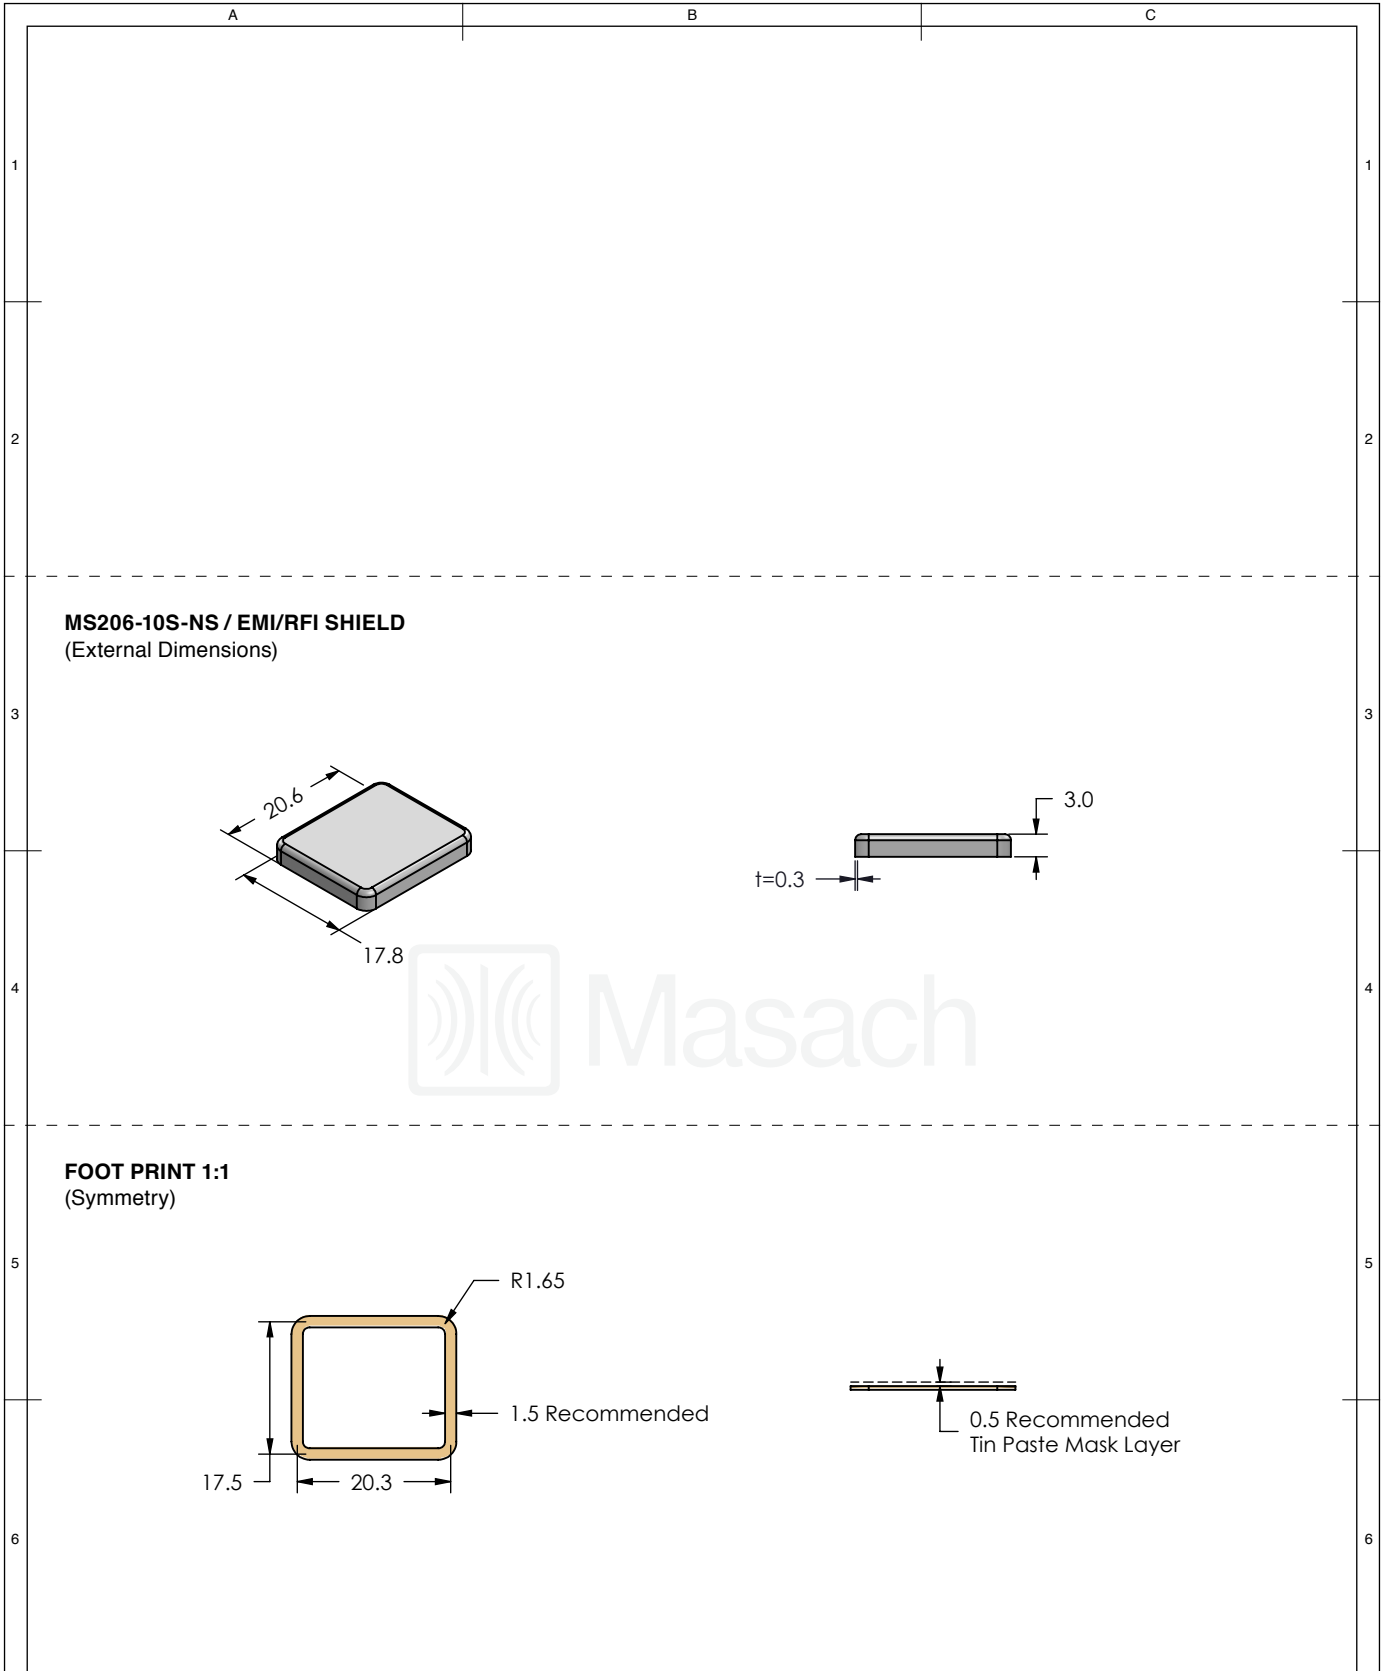 A B C
1 1
2 2
MS206-10S-NS / EMI/RFI SHIELD
(External Dimensions)
3 3
20.6
3.0
t=0.3
17.8
4 4
Masach
FOOT PRINT 1:1
(Symmetry)
5 5
R1.65
1.5 Recommended
0.5 Recommended
Tin Paste Mask Layer
17.5
20.3
6 6